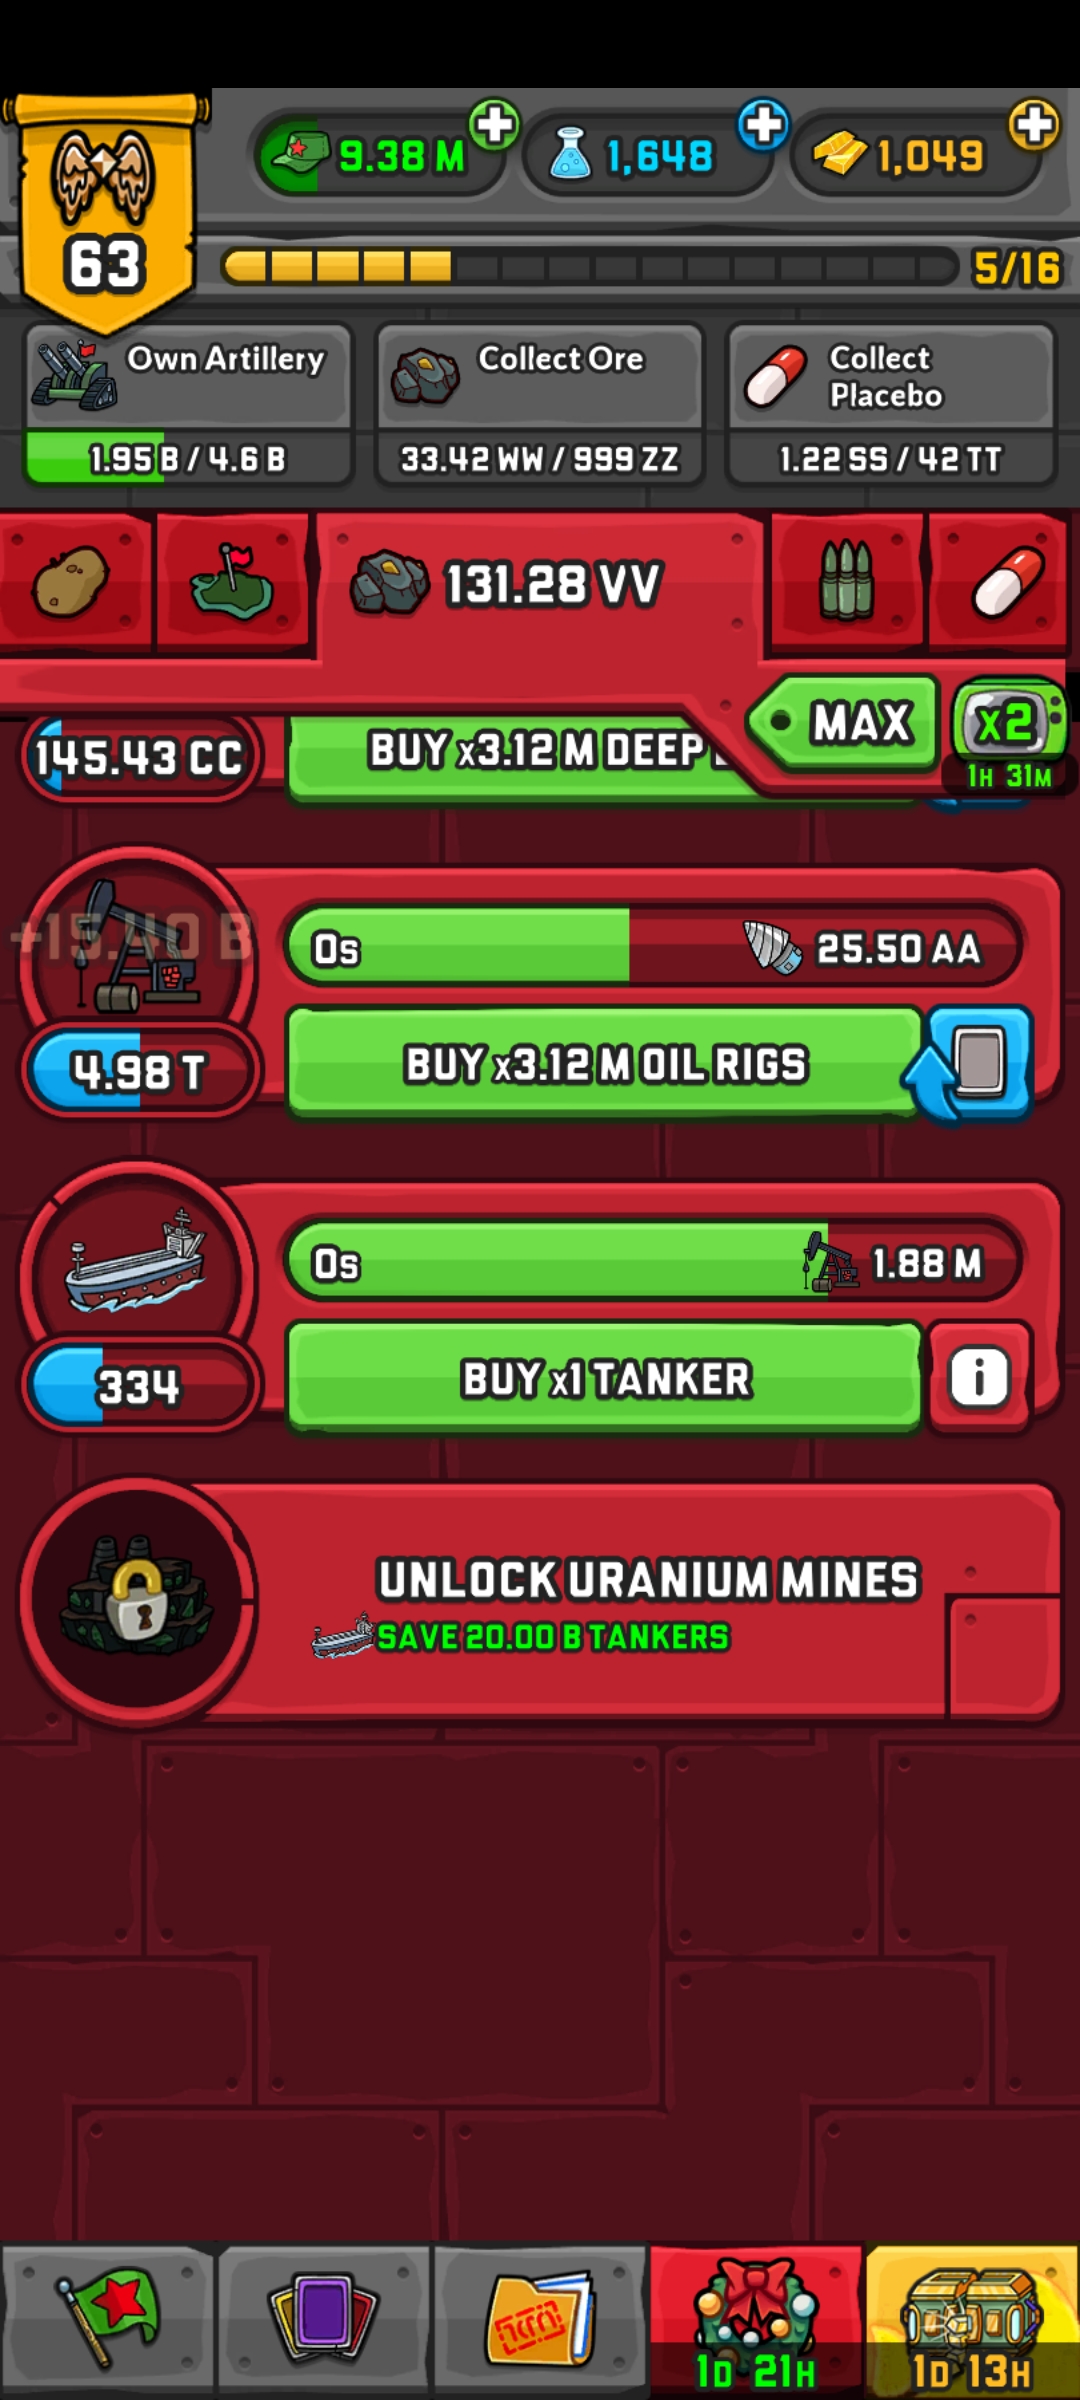 9.38 M
1,648
1,049
63
5/16
Own Artillery
1.95 B / 4.6 B
Collect Ore
33.42 WW / 999 ZZ
Collect
Placebo
1.22 SS / 42 TT
131.28 VV
MAX
x2
1H 31M
145.43 CC
BUY x3.12 M DEEP
+15.40 B
0s
25.50 AA
4.98 T
BUY x3.12 M OIL RIGS
0s
1.88 M
334
BUY x1 TANKER
i
UNLOCK URANIUM MINES
SAVE 20.00 B TANKERS
1D 21H
1D 13H